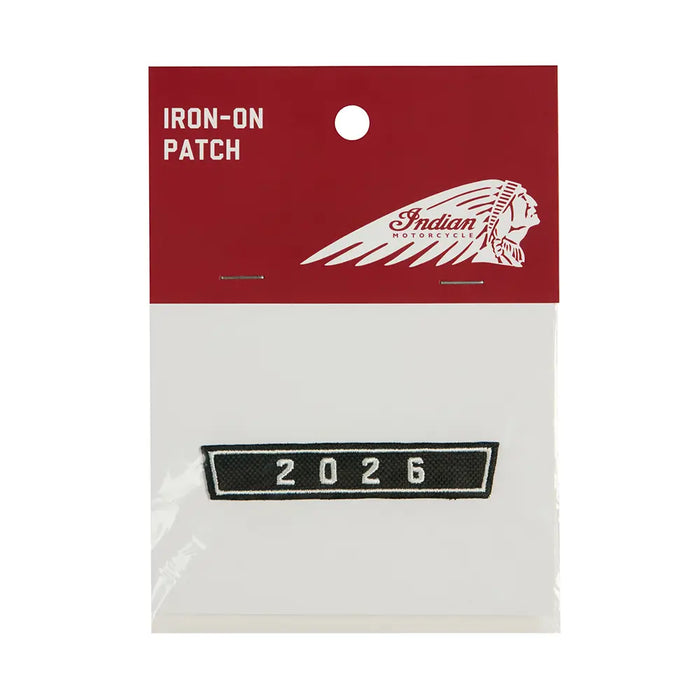 IRON-ON
PATCH
Indian
MOTORCYCLE
2026